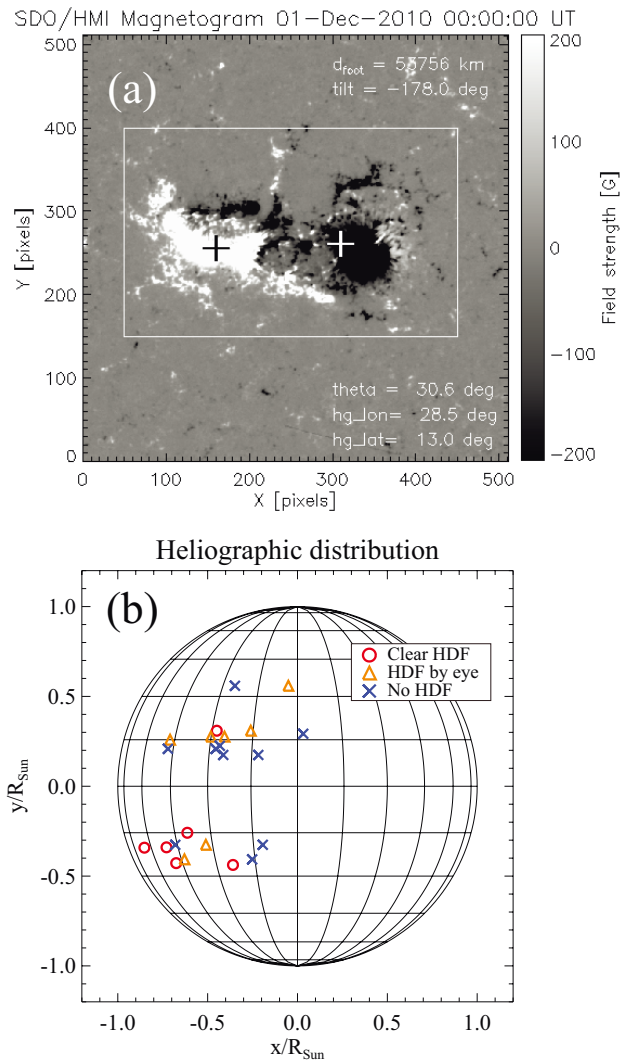 SDO/HMI Magnetogram 01-Dec-2010 00:00:00 UT
(a)
d_foot = 53756 km
tilt = -178.0 deg
theta = 30.6 deg
hg_lon= 28.5 deg
hg_lat= 13.0 deg
500
400
300
200
100
0
Y [pixels]
0 100 200 300 400 500
X [pixels]
200
100
0
-100
-200
Field strength [G]
Heliographic distribution
(b)
Clear HDF
HDF by eye
No HDF
1.0
0.5
0.0
-0.5
-1.0
y/R_Sun
-1.0 -0.5 0.0 0.5 1.0
x/R_Sun